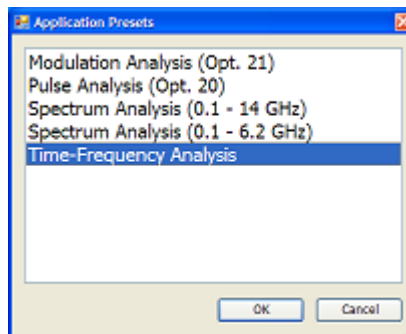 Application Presets
Modulation Analysis (Opt. 21)
Pulse Analysis (Opt. 20)
Spectrum Analysis (0.1 - 14 GHz)
Spectrum Analysis (0.1 - 6.2 GHz)
Time-Frequency Analysis
OK
Cancel